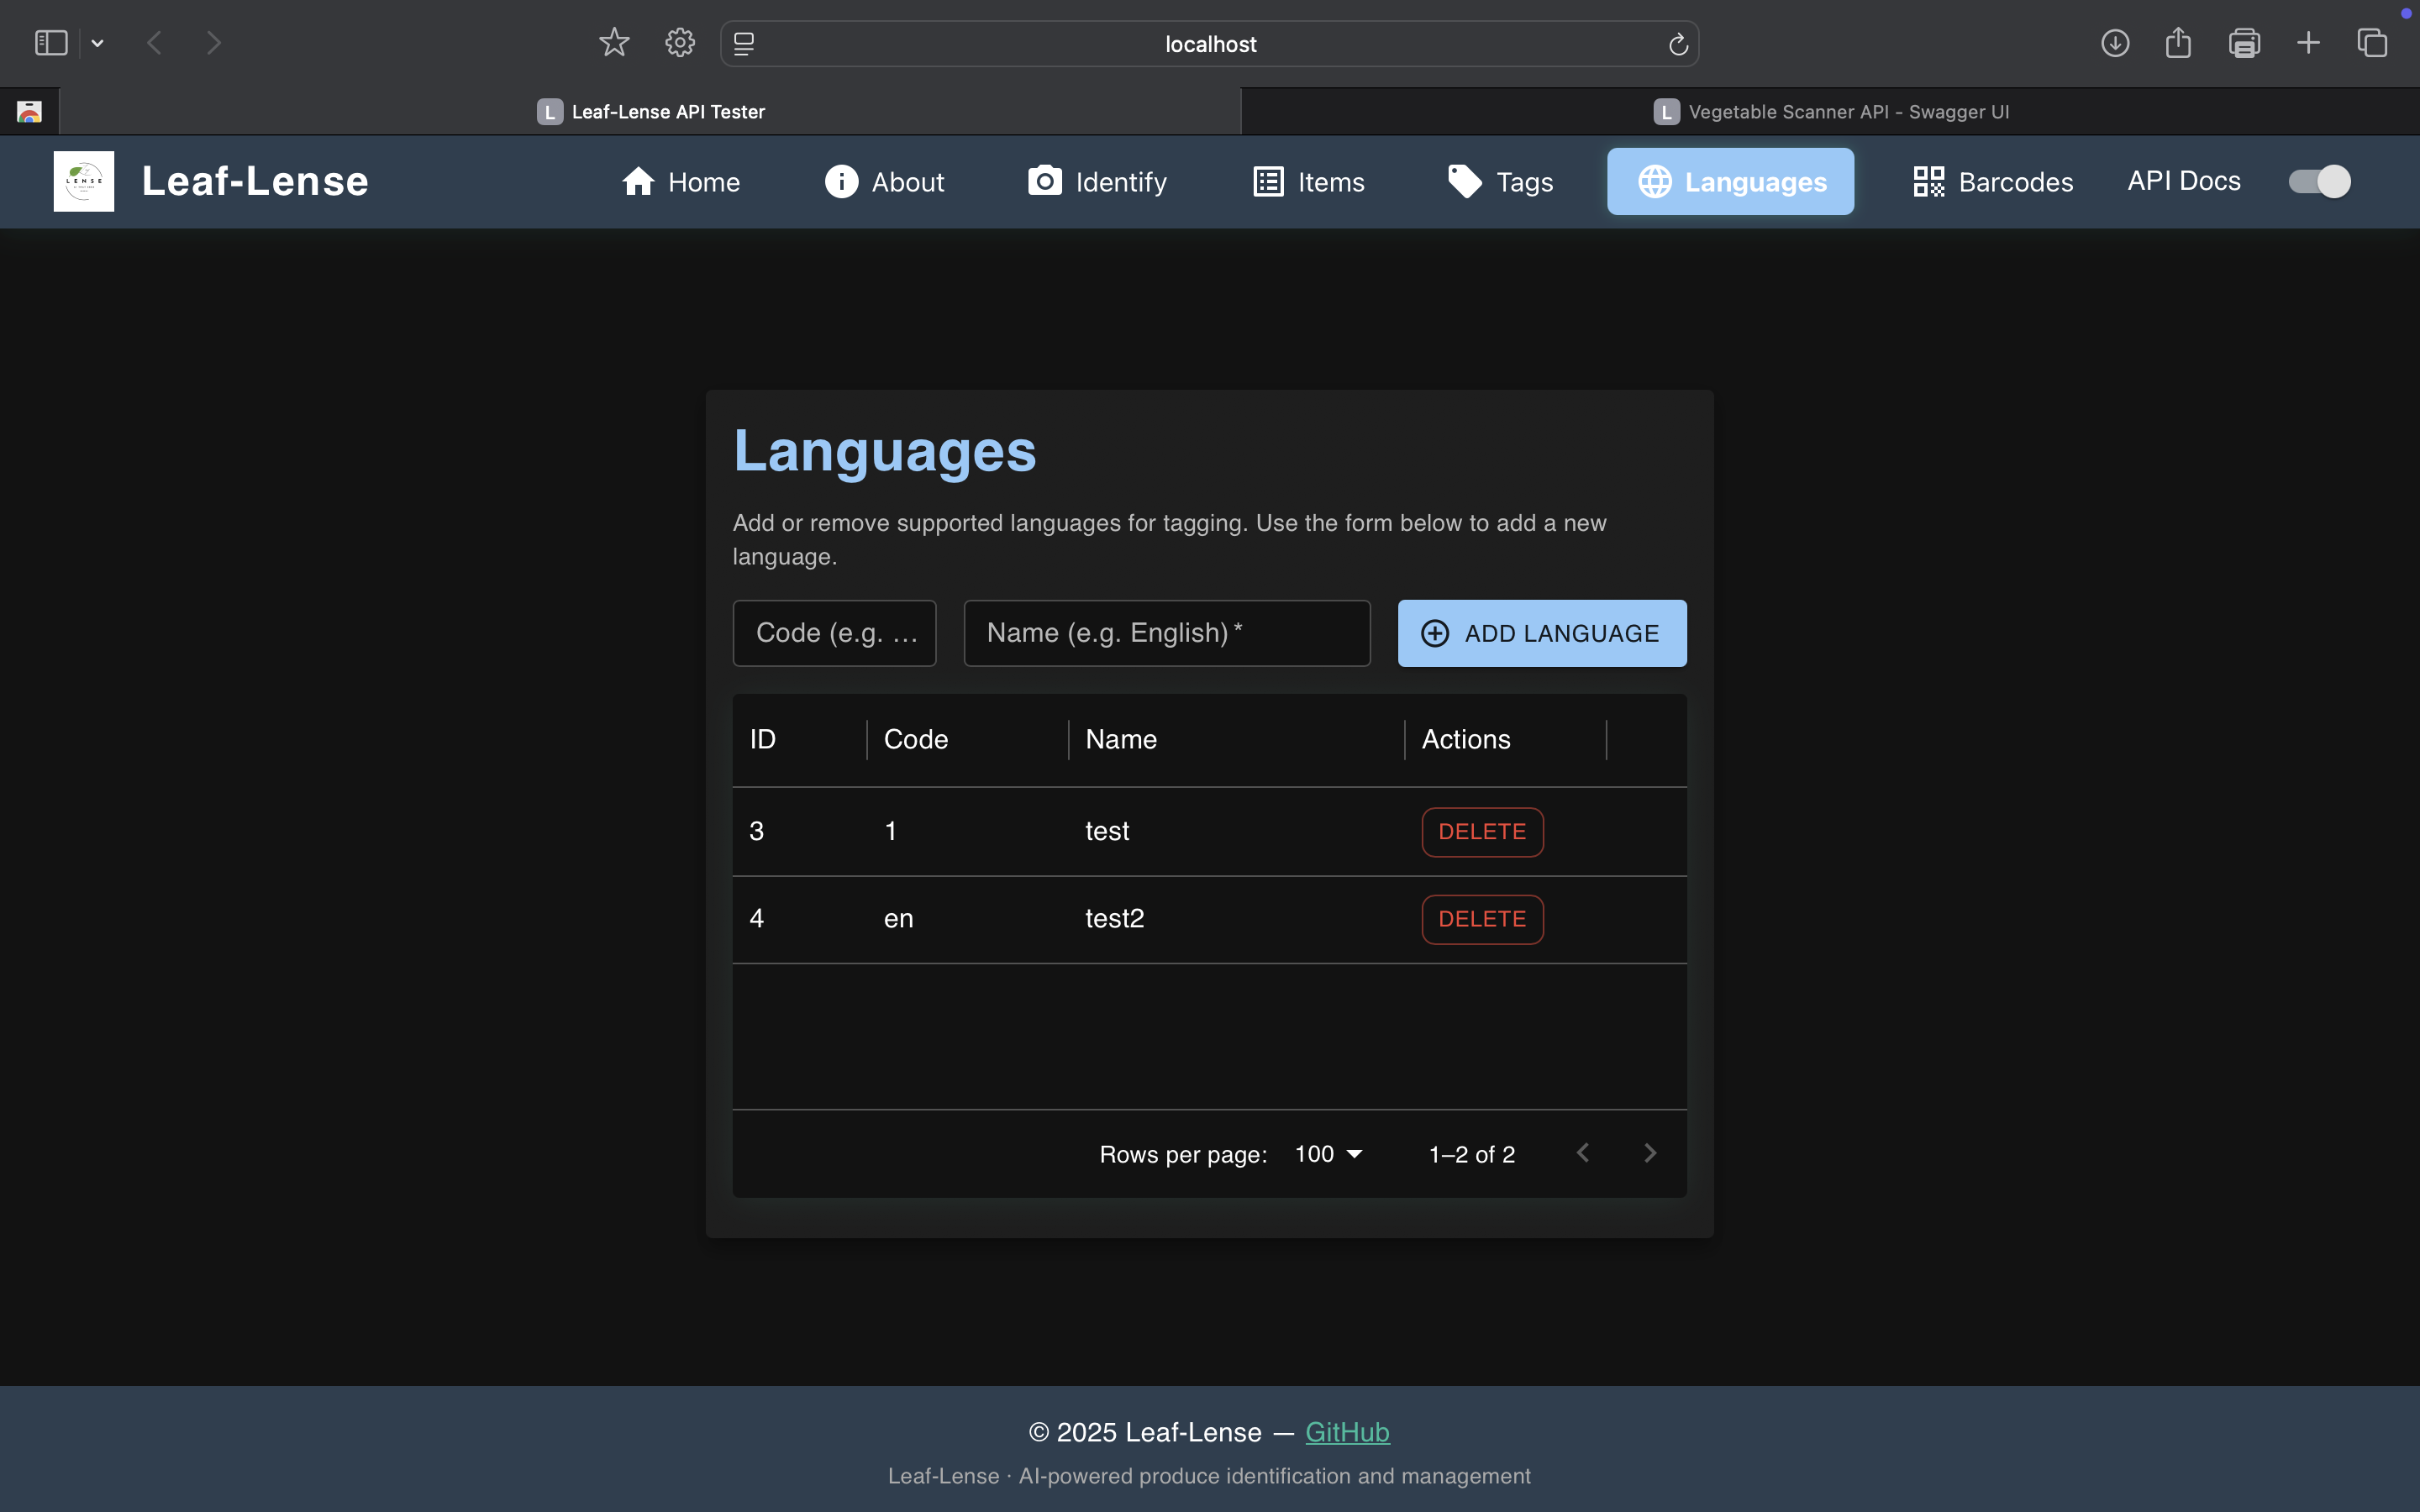 localhost
L Leaf-Lense API Tester
L Vegetable Scanner API - Swagger UI
LENSE
Leaf-Lense
Home
About
Identify
Items
Tags
Languages
Barcodes
API Docs
Languages
Add or remove supported languages for tagging. Use the form below to add a new
language.
Code (e.g. ...
Name (e.g. English) *
ADD LANGUAGE
ID Code Name Actions
3 1 test DELETE
4 en test2 DELETE
Rows per page: 100 1–2 of 2
© 2025 Leaf-Lense — GitHub
Leaf-Lense · AI-powered produce identification and management